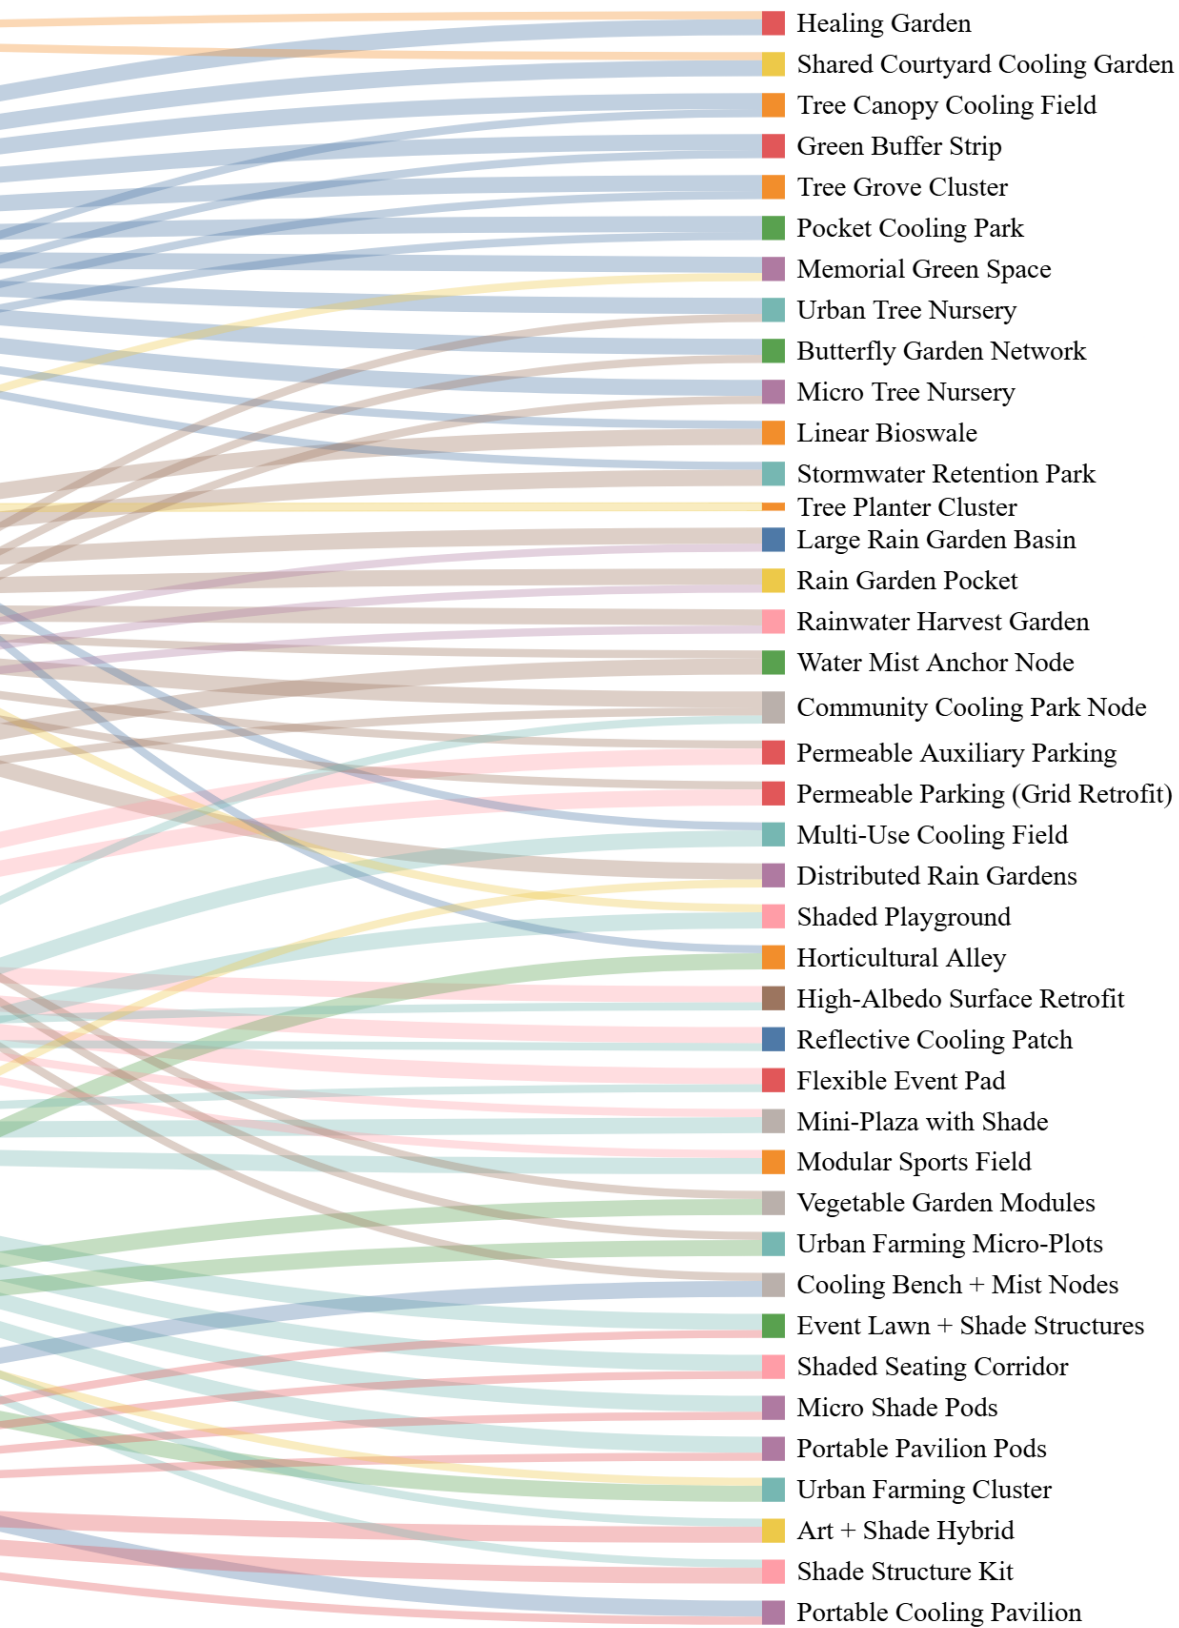 Healing Garden
Shared Courtyard Cooling Garden
Tree Canopy Cooling Field
Green Buffer Strip
Tree Grove Cluster
Pocket Cooling Park
Memorial Green Space
Urban Tree Nursery
Butterfly Garden Network
Micro Tree Nursery
Linear Bioswale
Stormwater Retention Park
Tree Planter Cluster
Large Rain Garden Basin
Rain Garden Pocket
Rainwater Harvest Garden
Water Mist Anchor Node
Community Cooling Park Node
Permeable Auxiliary Parking
Permeable Parking (Grid Retrofit)
Multi-Use Cooling Field
Distributed Rain Gardens
Shaded Playground
Horticultural Alley
High-Albedo Surface Retrofit
Reflective Cooling Patch
Flexible Event Pad
Mini-Plaza with Shade
Modular Sports Field
Vegetable Garden Modules
Urban Farming Micro-Plots
Cooling Bench + Mist Nodes
Event Lawn + Shade Structures
Shaded Seating Corridor
Micro Shade Pods
Portable Pavilion Pods
Urban Farming Cluster
Art + Shade Hybrid
Shade Structure Kit
Portable Cooling Pavilion